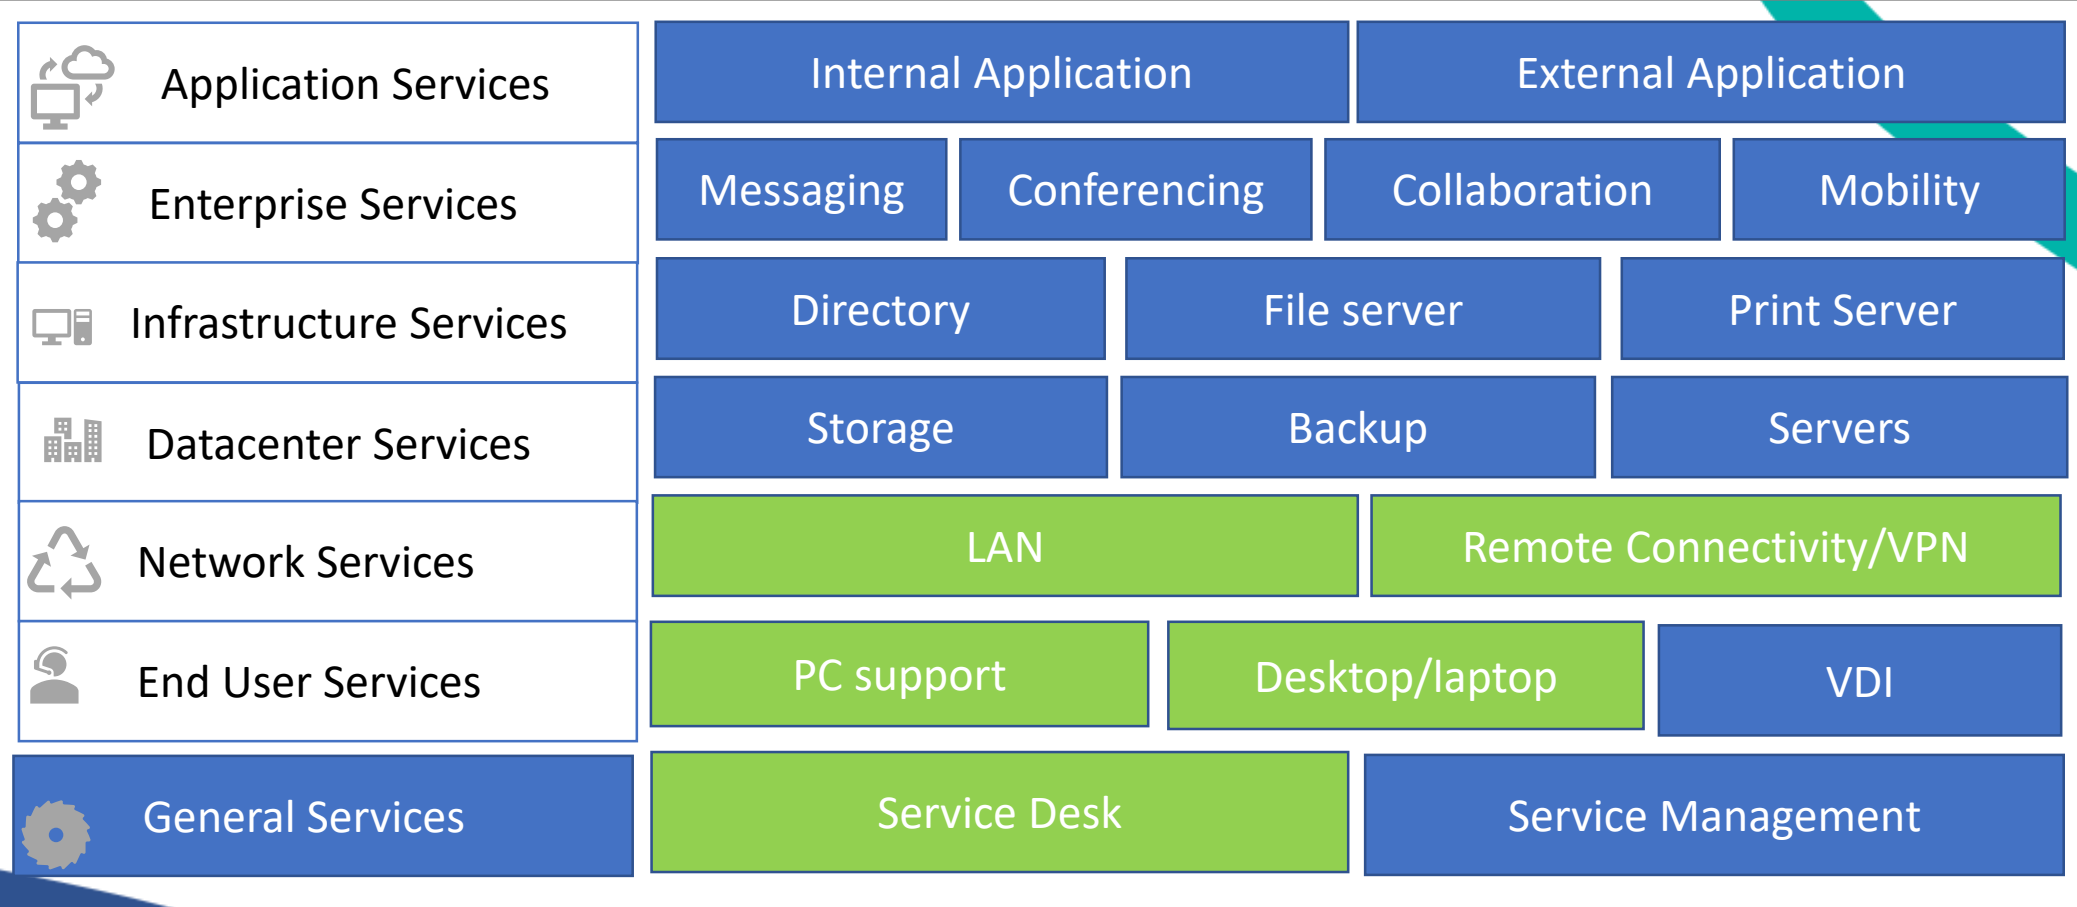 Application Services
Internal Application
External Application
Enterprise Services
Messaging
Conferencing
Collaboration
Mobility
Infrastructure Services
Directory
File server
Print Server
Datacenter Services
Storage
Backup
Servers
Network Services
LAN
Remote Connectivity/VPN
End User Services
PC support
Desktop/laptop
VDI
General Services
Service Desk
Service Management